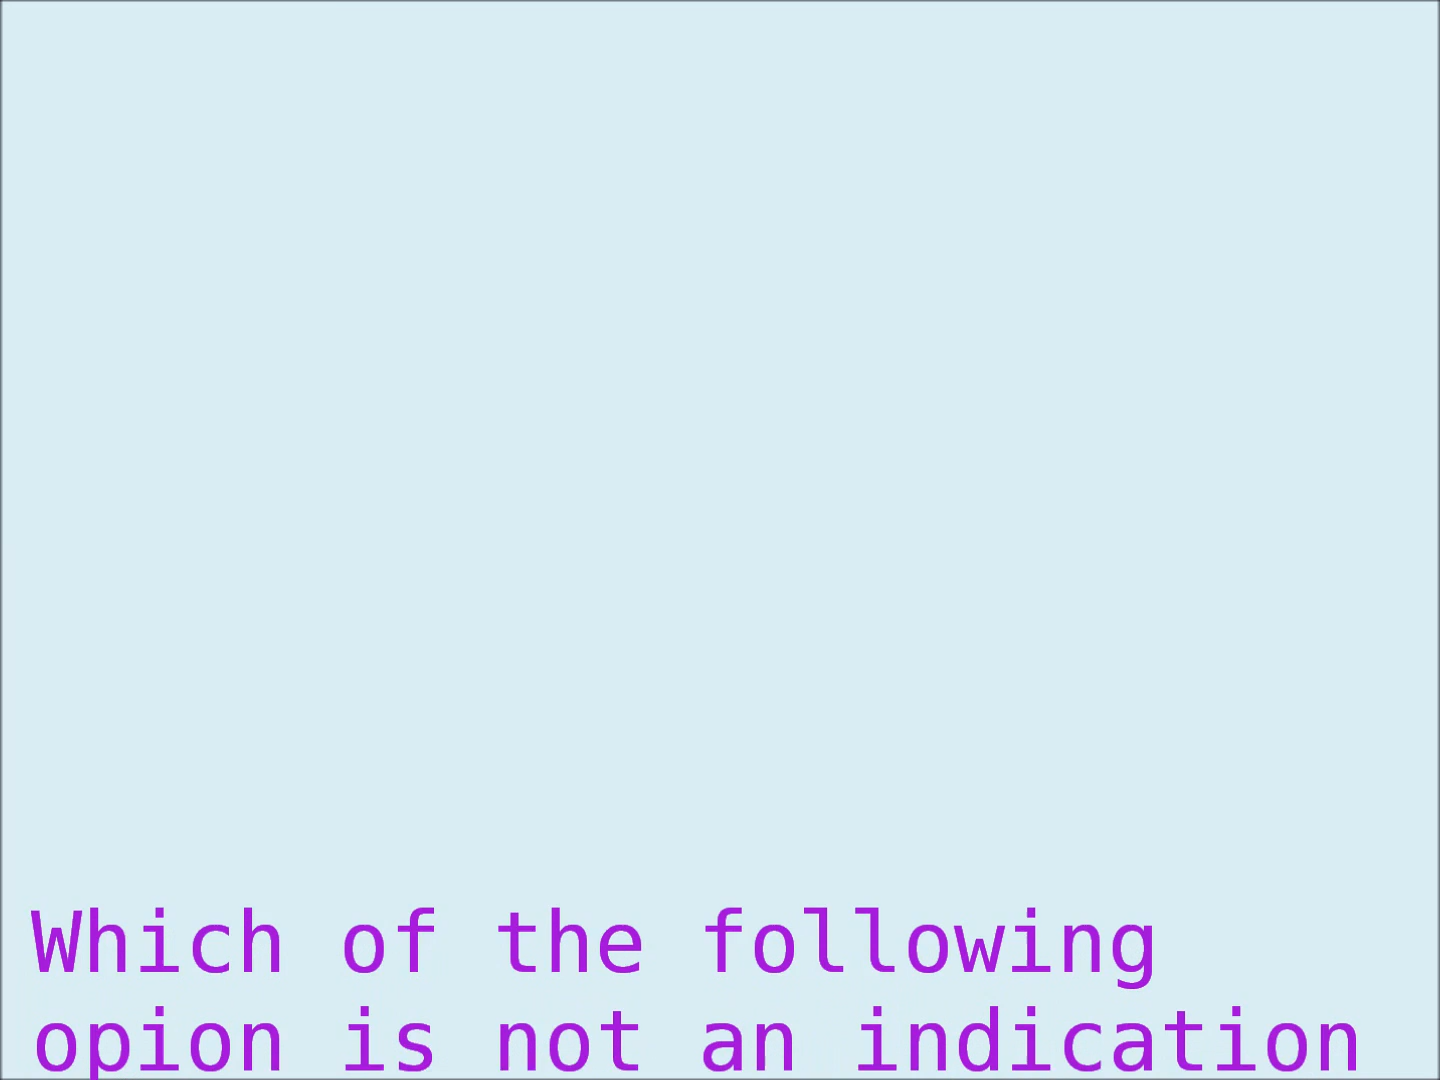 Which of the following
opion is not an indication